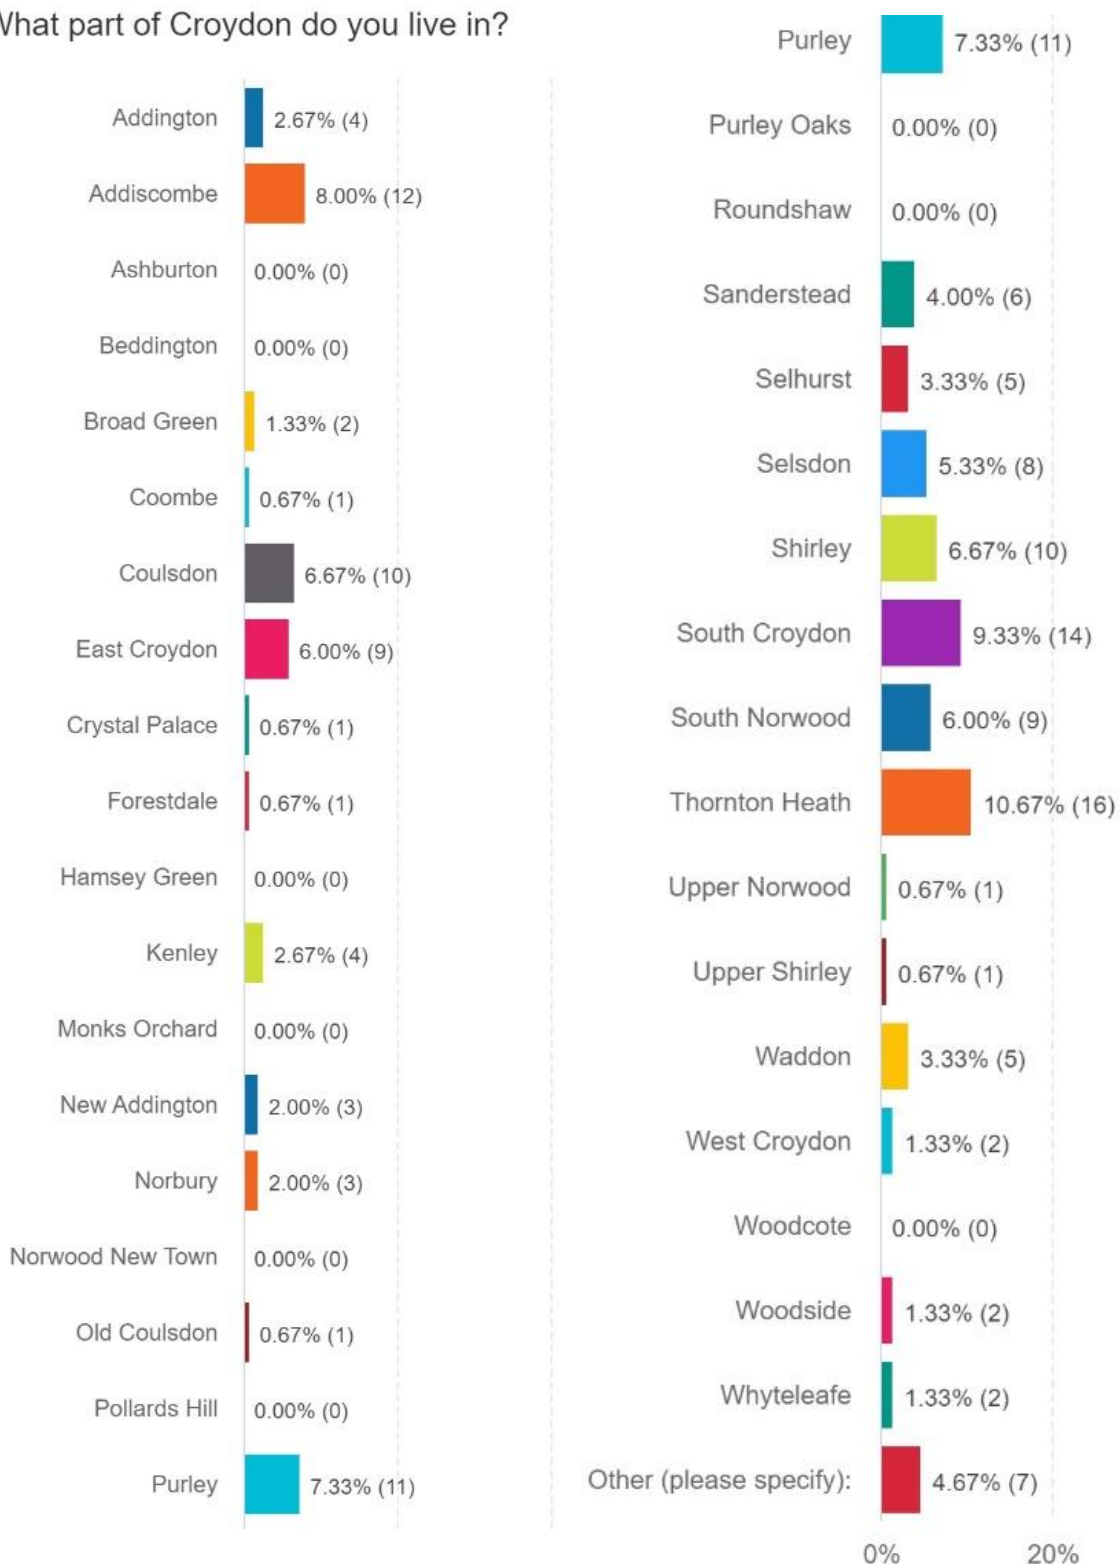 What part of Croydon do you live in?
Addington 2.67% (4)
Addiscombe 8.00% (12)
Ashburton 0.00% (0)
Beddington 0.00% (0)
Broad Green 1.33% (2)
Coombe 0.67% (1)
Coulsdon 6.67% (10)
East Croydon 6.00% (9)
Crystal Palace 0.67% (1)
Forestdale 0.67% (1)
Hamsey Green 0.00% (0)
Kenley 2.67% (4)
Monks Orchard 0.00% (0)
New Addington 2.00% (3)
Norbury 2.00% (3)
Norwood New Town 0.00% (0)
Old Coulsdon 0.67% (1)
Pollards Hill 0.00% (0)
Purley 7.33% (11)
Purley 7.33% (11)
Purley Oaks 0.00% (0)
Roundshaw 0.00% (0)
Sanderstead 4.00% (6)
Selhurst 3.33% (5)
Selsdon 5.33% (8)
Shirley 6.67% (10)
South Croydon 9.33% (14)
South Norwood 6.00% (9)
Thornton Heath 10.67% (16)
Upper Norwood 0.67% (1)
Upper Shirley 0.67% (1)
Waddon 3.33% (5)
West Croydon 1.33% (2)
Woodcote 0.00% (0)
Woodside 1.33% (2)
Whyteleafe 1.33% (2)
Other (please specify): 4.67% (7)
0% 20%